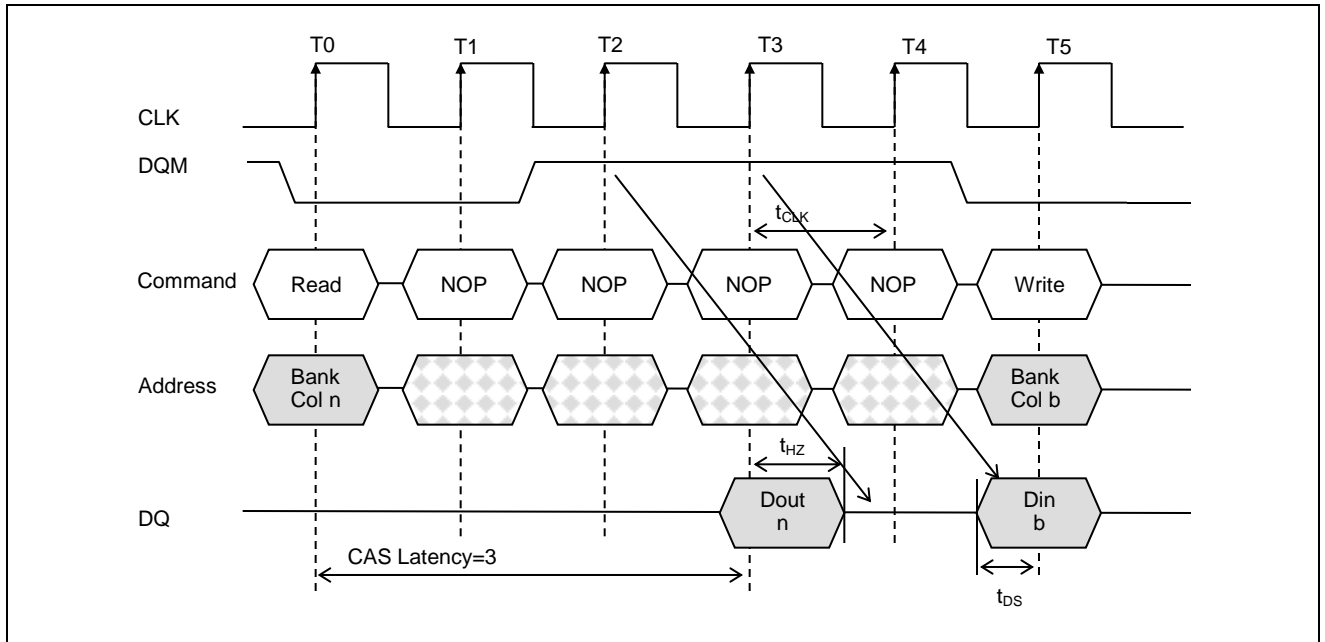 T0 T1 T2 T3 T4 T5
CLK
DQM
tCLK
Command Read NOP NOP NOP NOP Write
Address Bank Col n Bank Col b
tHZ
DQ Dout n Din b
CAS Latency=3
tDS